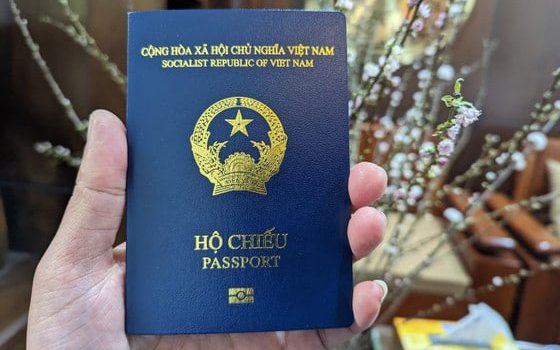 CỘNG HÒA XÃ HỘI CHỦ NGHĨA VIỆT NAM
SOCIALIST REPUBLIC OF VIET NAM
HỘ CHIẾU
PASSPORT